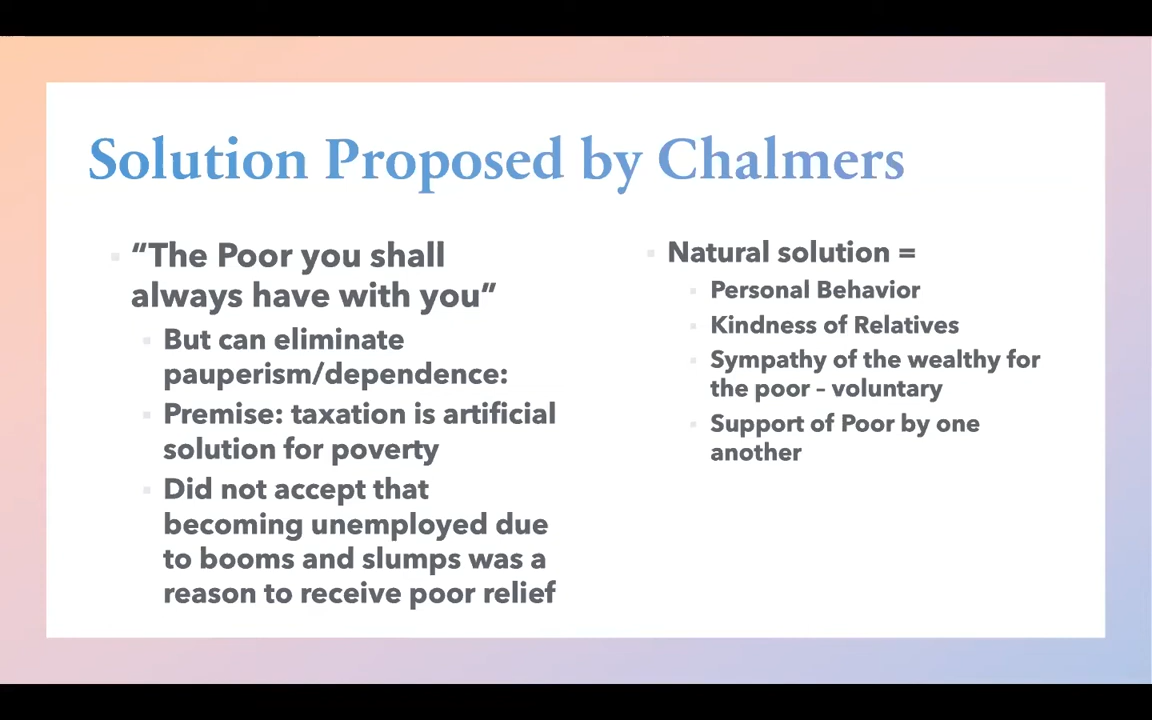 Solution Proposed by Chalmers
“The Poor you shall
always have with you”
But can eliminate
pauperism/dependence:
Premise: taxation is artificial
solution for poverty
Did not accept that
becoming unemployed due
to booms and slumps was a
reason to receive poor relief
Natural solution =
Personal Behavior
Kindness of Relatives
Sympathy of the wealthy for
the poor – voluntary
Support of Poor by one
another